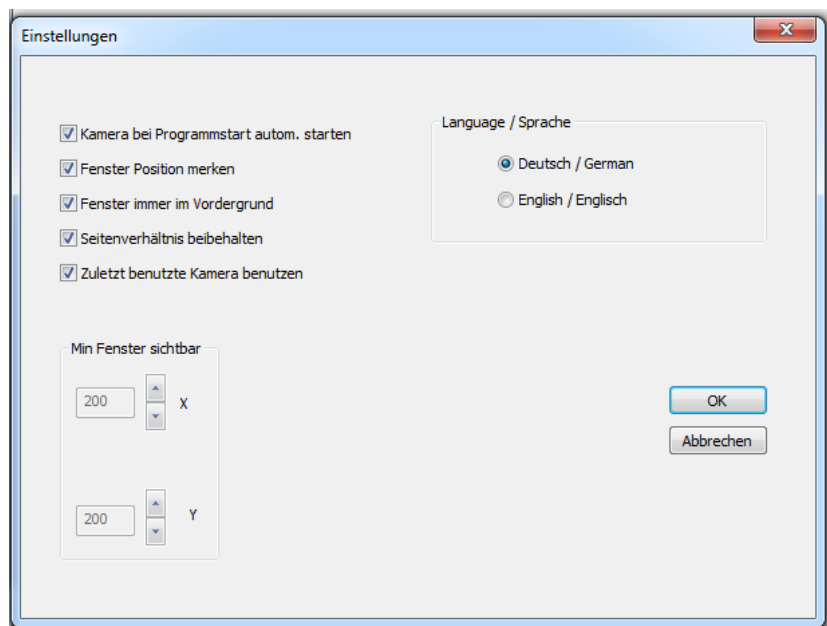 Einstellungen
Kamera bei Programmstart autom. starten
Fenster Position merken
Fenster immer im Vordergrund
Seitenverhältnis beibehalten
Zuletzt benutzte Kamera benutzen
Language / Sprache
Deutsch / German
English / Englisch
Min Fenster sichtbar
200 X
200 Y
OK
Abbrechen